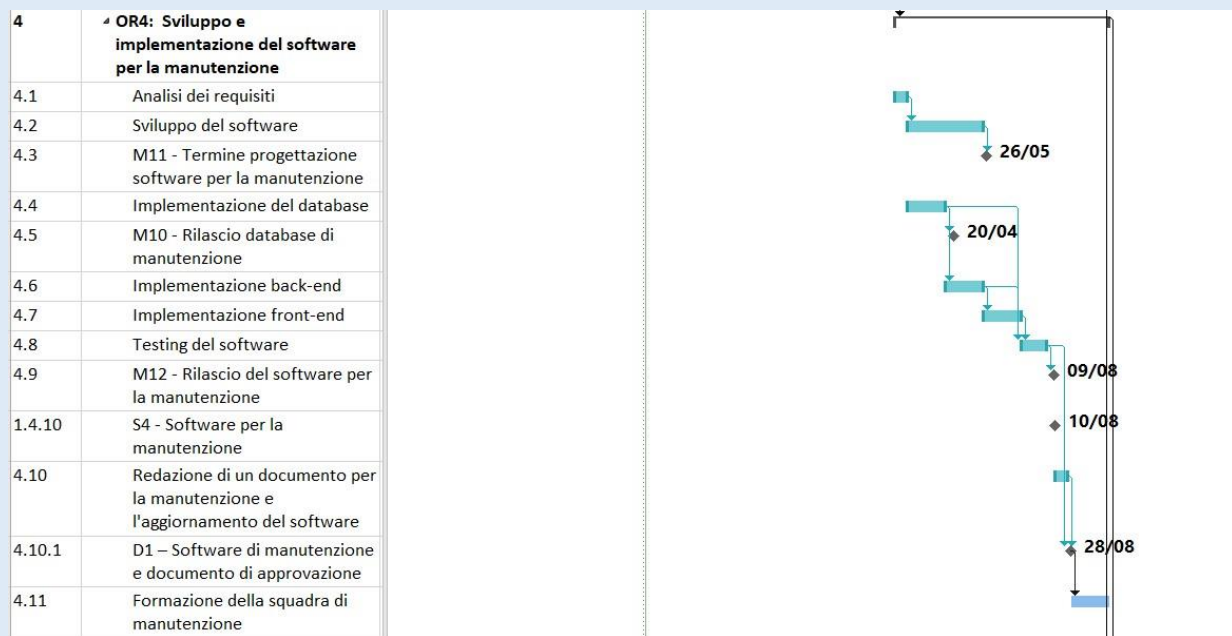 4 OR4: Sviluppo e
implementazione del software
per la manutenzione
4.1 Analisi dei requisiti
4.2 Sviluppo del software
4.3 M11 - Termine progettazione
software per la manutenzione
26/05
4.4 Implementazione del database
4.5 M10 - Rilascio database di
manutenzione
20/04
4.6 Implementazione back-end
4.7 Implementazione front-end
4.8 Testing del software
4.9 M12 - Rilascio del software per
la manutenzione
09/08
1.4.10 S4 - Software per la
manutenzione
10/08
4.10 Redazione di un documento per
la manutenzione e
l'aggiornamento del software
4.10.1 D1 – Software di manutenzione
e documento di approvazione
28/08
4.11 Formazione della squadra di
manutenzione